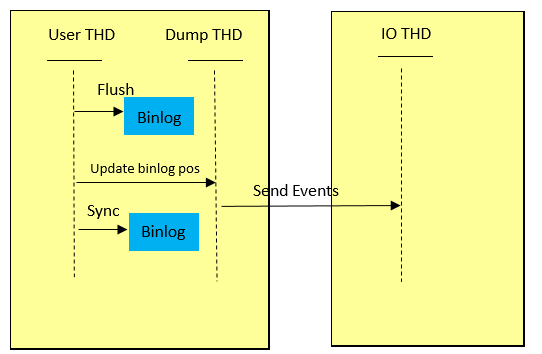 User THD
Dump THD
IO THD
Flush
Binlog
Update binlog pos
Send Events
Sync
Binlog